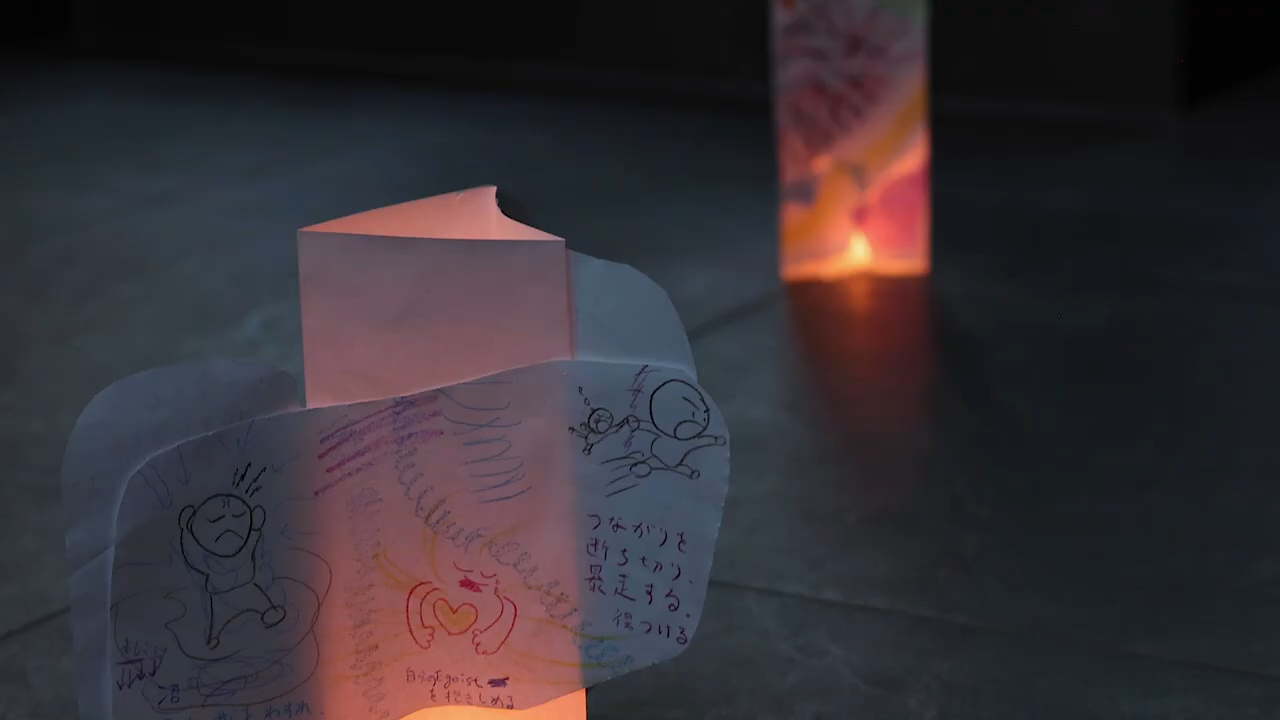 つながりを
断ち切り、
暴走する。
傷つける
自分のEgoist
を抱きしめる